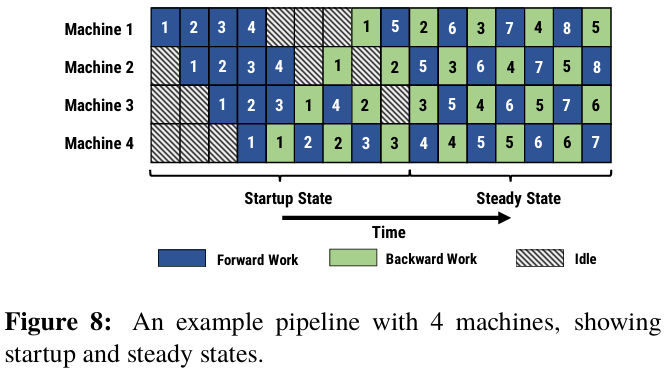 Machine 1 1 2 3 4 1 5 2 6 3 7 4 8 5
Machine 2 1 2 3 4 1 2 5 3 6 4 7 5 8
Machine 3 1 2 3 1 4 2 3 5 4 6 5 7 6
Machine 4 1 1 2 2 3 3 4 4 5 5 6 6 7
Startup State Steady State
Time
Forward Work Backward Work Idle
Figure 8: An example pipeline with 4 machines, showing
startup and steady states.